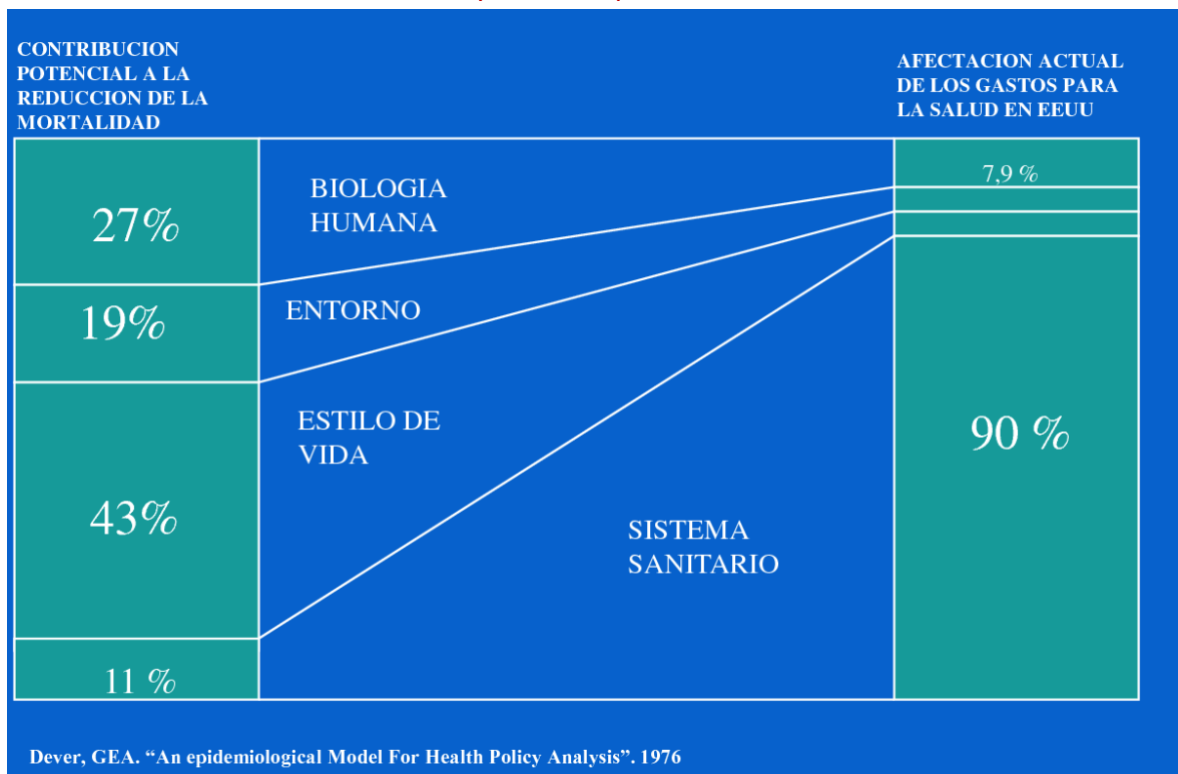 CONTRIBUCION
POTENCIAL A LA
REDUCCION DE LA
MORTALIDAD
AFECTACION ACTUAL
DE LOS GASTOS PARA
LA SALUD EN EEUU
27%
BIOLOGIA
HUMANA
7,9 %
19%
ENTORNO
43%
ESTILO DE
VIDA
90 %
11 %
SISTEMA
SANITARIO
Dever, GEA. “An epidemiological Model For Health Policy Analysis”. 1976